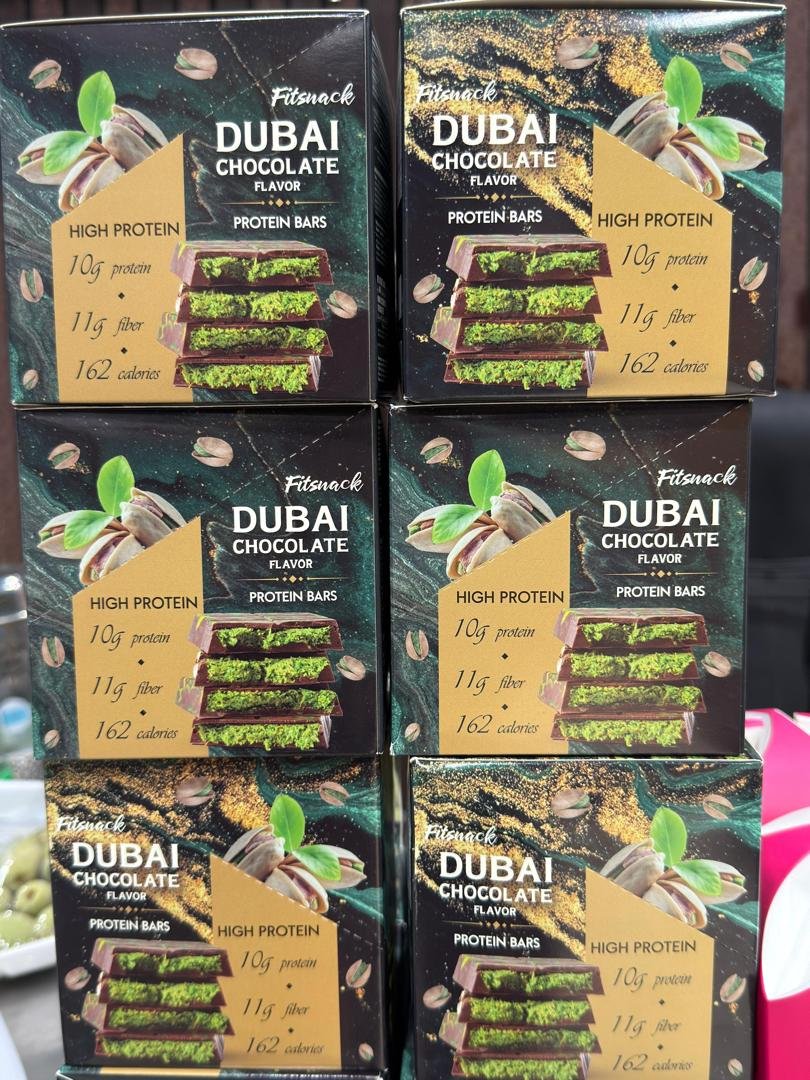 Fitsnack
DUBAI
CHOCOLATE
FLAVOR
PROTEIN BARS
HIGH PROTEIN
10g protein
11g fiber
162 calories
Fitsnack
DUBAI
CHOCOLATE
FLAVOR
PROTEIN BARS
HIGH PROTEIN
10g protein
11g fiber
162 calories
Fitsnack
DUBAI
CHOCOLATE
FLAVOR
PROTEIN BARS
HIGH PROTEIN
10g protein
11g fiber
162 calories
Fitsnack
DUBAI
CHOCOLATE
FLAVOR
PROTEIN BARS
HIGH PROTEIN
10g protein
11g fiber
162 calories
Fitsnack
DUBAI
CHOCOLATE
FLAVOR
PROTEIN BARS
HIGH PROTEIN
10g protein
11g fiber
162 calories
Fitsnack
DUBAI
CHOCOLATE
FLAVOR
PROTEIN BARS
HIGH PROTEIN
10g protein
11g fiber
162 calories